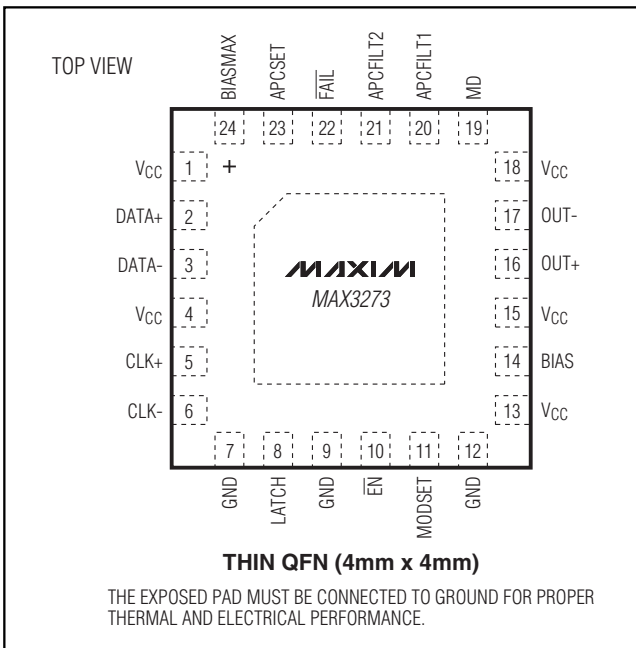 TOP VIEW
BIASMAX
APCSET
FAIL
APCFILT2
APCFILT1
MD
24
23
22
21
20
19
VCC 1 +
18 VCC
DATA+ 2
17 OUT-
DATA- 3
MAXIM
16 OUT+
MAX3273
VCC 4
15 VCC
CLK+ 5
14 BIAS
CLK- 6
13 VCC
7
8
9
10
11
12
GND
LATCH
GND
EN
MODSET
GND
THIN QFN (4mm x 4mm)
THE EXPOSED PAD MUST BE CONNECTED TO GROUND FOR PROPER
THERMAL AND ELECTRICAL PERFORMANCE.